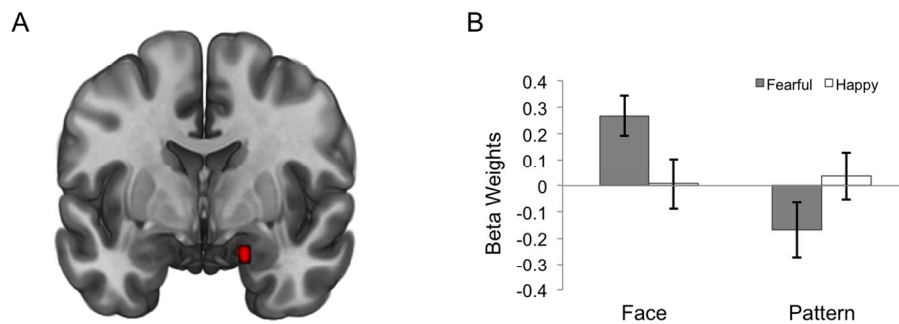 A
B
Fearful Happy
0.4
0.3
0.2
0.1
0
-0.1
-0.2
-0.3
-0.4
Beta Weights
Face Pattern